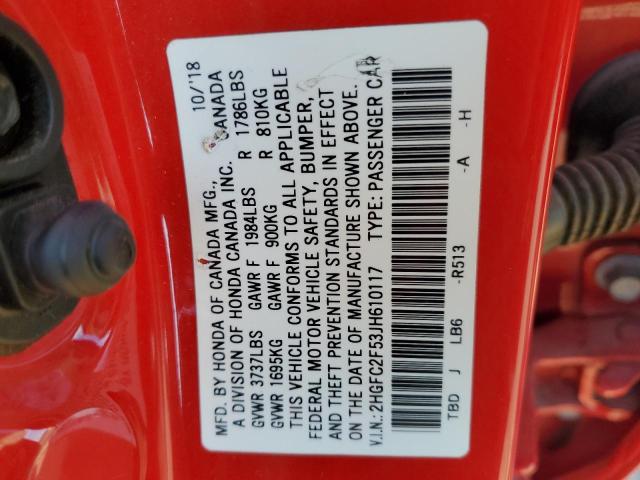 MFD. BY HONDA OF CANADA MFG., 10/'18
A DIVISION OF HONDA CANADA INC. CANADA
GVWR 3737LBS GAWR F 1984LBS R 1786LBS
GVWR 1695KG GAWR F 900KG R 810KG
THIS VEHICLE CONFORMS TO ALL APPLICABLE
FEDERAL MOTOR VEHICLE SAFETY, BUMPER,
AND THEFT PREVENTION STANDARDS IN EFFECT
ON THE DATE OF MANUFACTURE SHOWN ABOVE.
V.I.N.: 2HGFC2F53JH610117 TYPE: PASSENGER CAR
TBD J LB6 -R513 -A -H